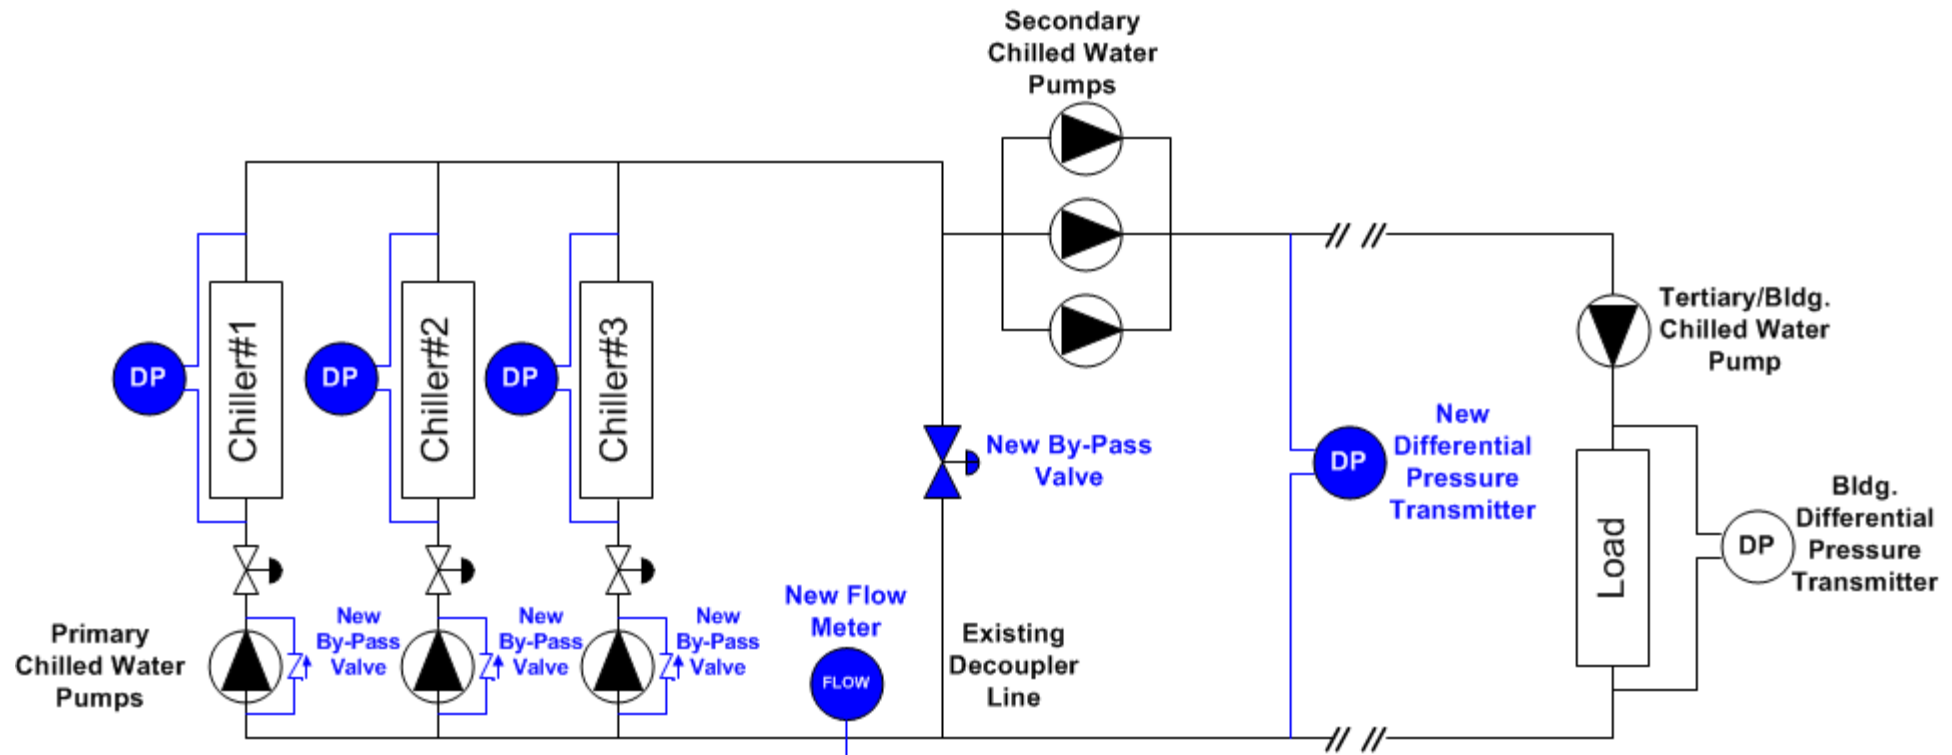 Secondary
Chilled Water
Pumps
DP
Chiller#1
DP
Chiller#2
DP
Chiller#3
New By-Pass
Valve
New
Differential
Pressure
Transmitter
DP
Tertiary/Bldg.
Chilled Water
Pump
Load
DP
Bldg.
Differential
Pressure
Transmitter
Primary
Chilled Water
Pumps
New
By-Pass
Valve
New
By-Pass
Valve
New
By-Pass
Valve
New Flow
Meter
FLOW
Existing
Decoupler
Line